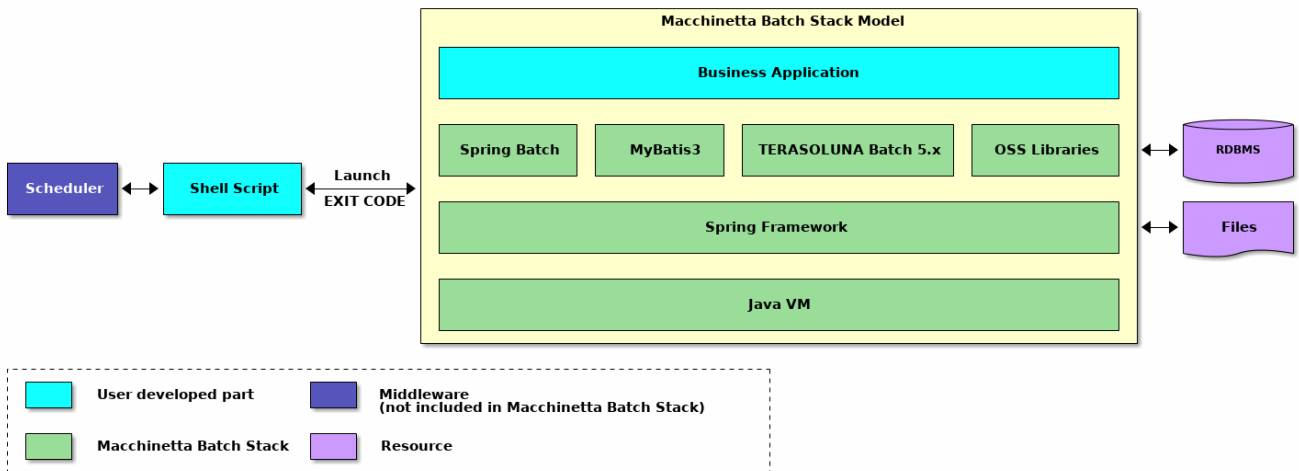 Macchinetta Batch Stack Model
Business Application
Spring Batch
MyBatis3
TERASOLUNA Batch 5.x
OSS Libraries
RDBMS
Scheduler
Shell Script
Launch
EXIT CODE
Spring Framework
Files
Java VM
User developed part
Middleware
(not included in Macchinetta Batch Stack)
Macchinetta Batch Stack
Resource